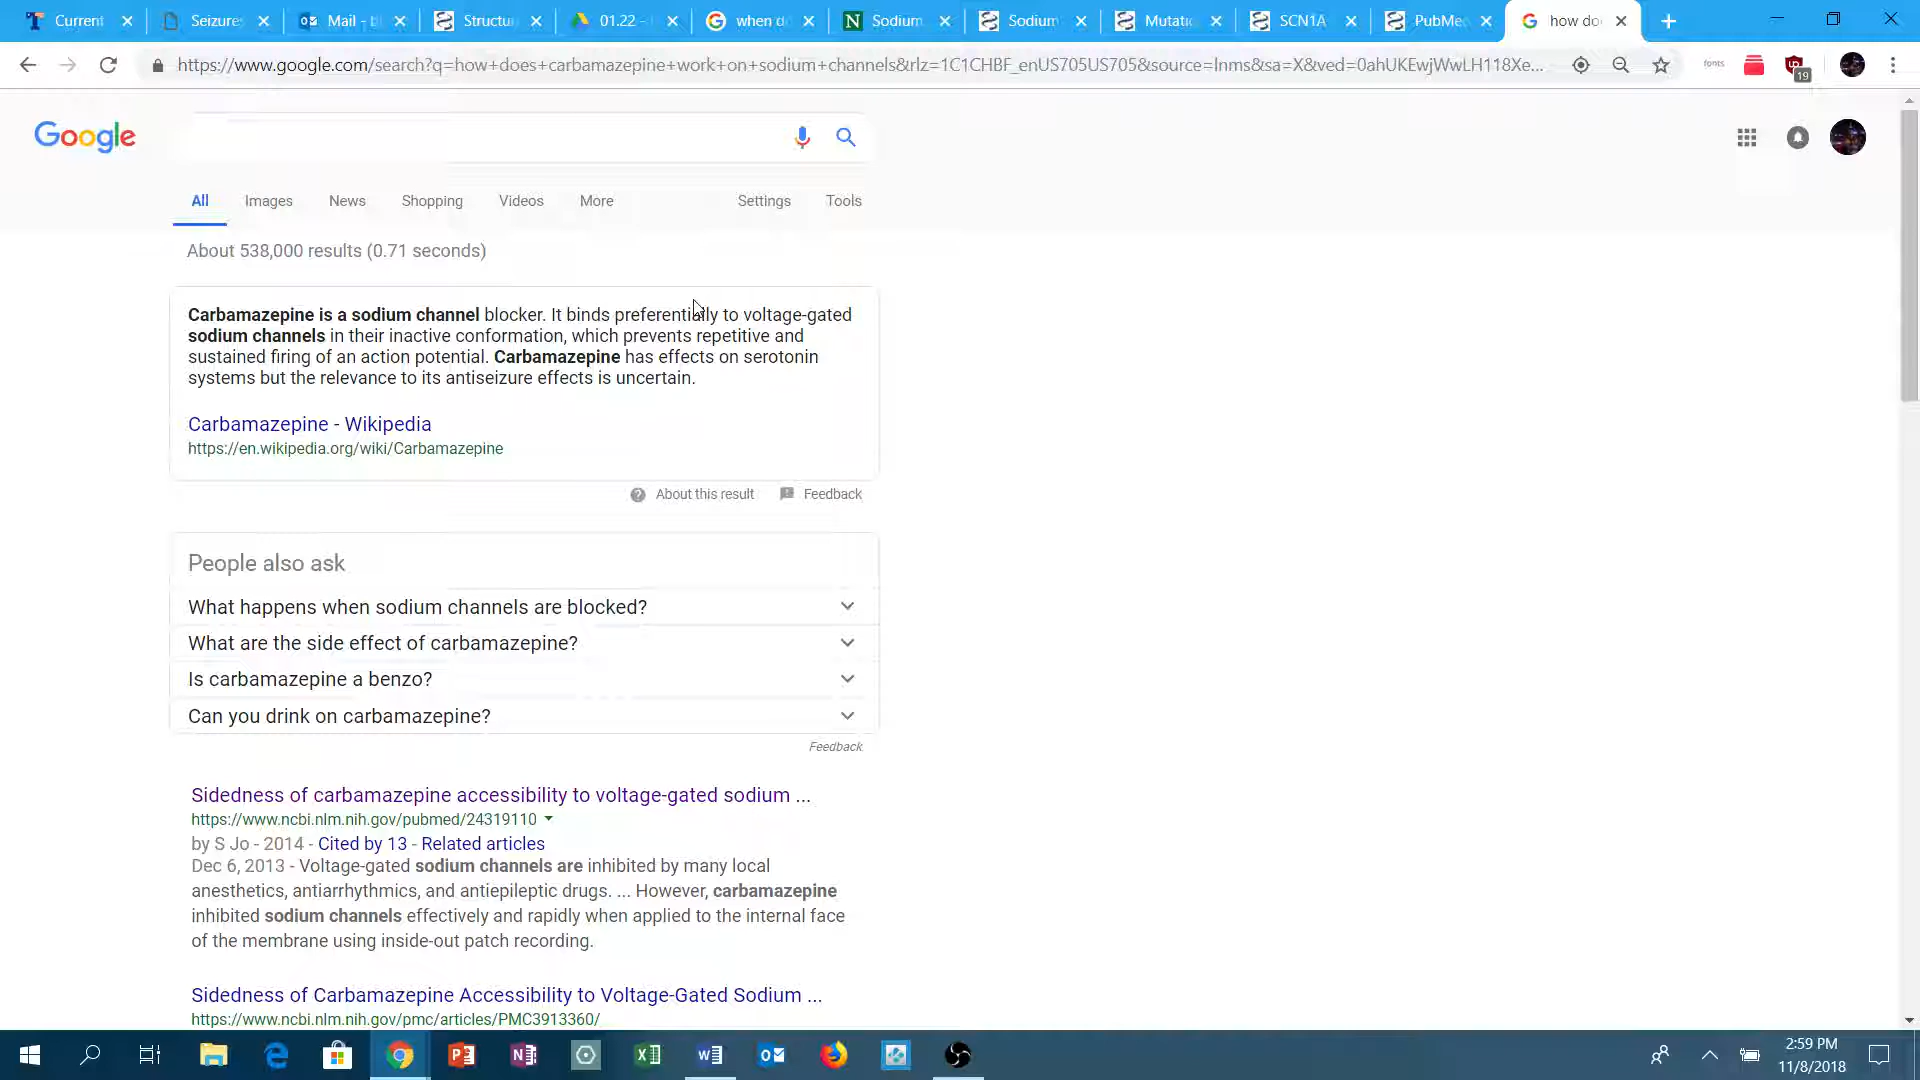 Current
Seizure
Mail - b
Structu
01.22 -
when d
Sodium
Sodium
Mutatio
SCN1A
PubMe
how do
https://www.google.com/search?q=how+does+carbamazepine+work+on+sodium+channels&rlz=1C1CHBF_enUS705US705&source=lnms&sa=X&ved=0ahUKEwjWwLH118Xe...
fonts
19
Google
All
Images
News
Shopping
Videos
More
Settings
Tools
About 538,000 results (0.71 seconds)
Carbamazepine is a sodium channel blocker. It binds preferentially to voltage-gated
sodium channels in their inactive conformation, which prevents repetitive and
sustained firing of an action potential. Carbamazepine has effects on serotonin
systems but the relevance to its antiseizure effects is uncertain.
Carbamazepine - Wikipedia
https://en.wikipedia.org/wiki/Carbamazepine
About this result
Feedback
People also ask
What happens when sodium channels are blocked?
What are the side effect of carbamazepine?
Is carbamazepine a benzo?
Can you drink on carbamazepine?
Feedback
Sidedness of carbamazepine accessibility to voltage-gated sodium ...
https://www.ncbi.nlm.nih.gov/pubmed/24319110
by S Jo - 2014 - Cited by 13 - Related articles
Dec 6, 2013 - Voltage-gated sodium channels are inhibited by many local
anesthetics, antiarrhythmics, and antiepileptic drugs. ... However, carbamazepine
inhibited sodium channels effectively and rapidly when applied to the internal face
of the membrane using inside-out patch recording.
Sidedness of Carbamazepine Accessibility to Voltage-Gated Sodium ...
https://www.ncbi.nlm.nih.gov/pmc/articles/PMC3913360/
2:59 PM
11/8/2018